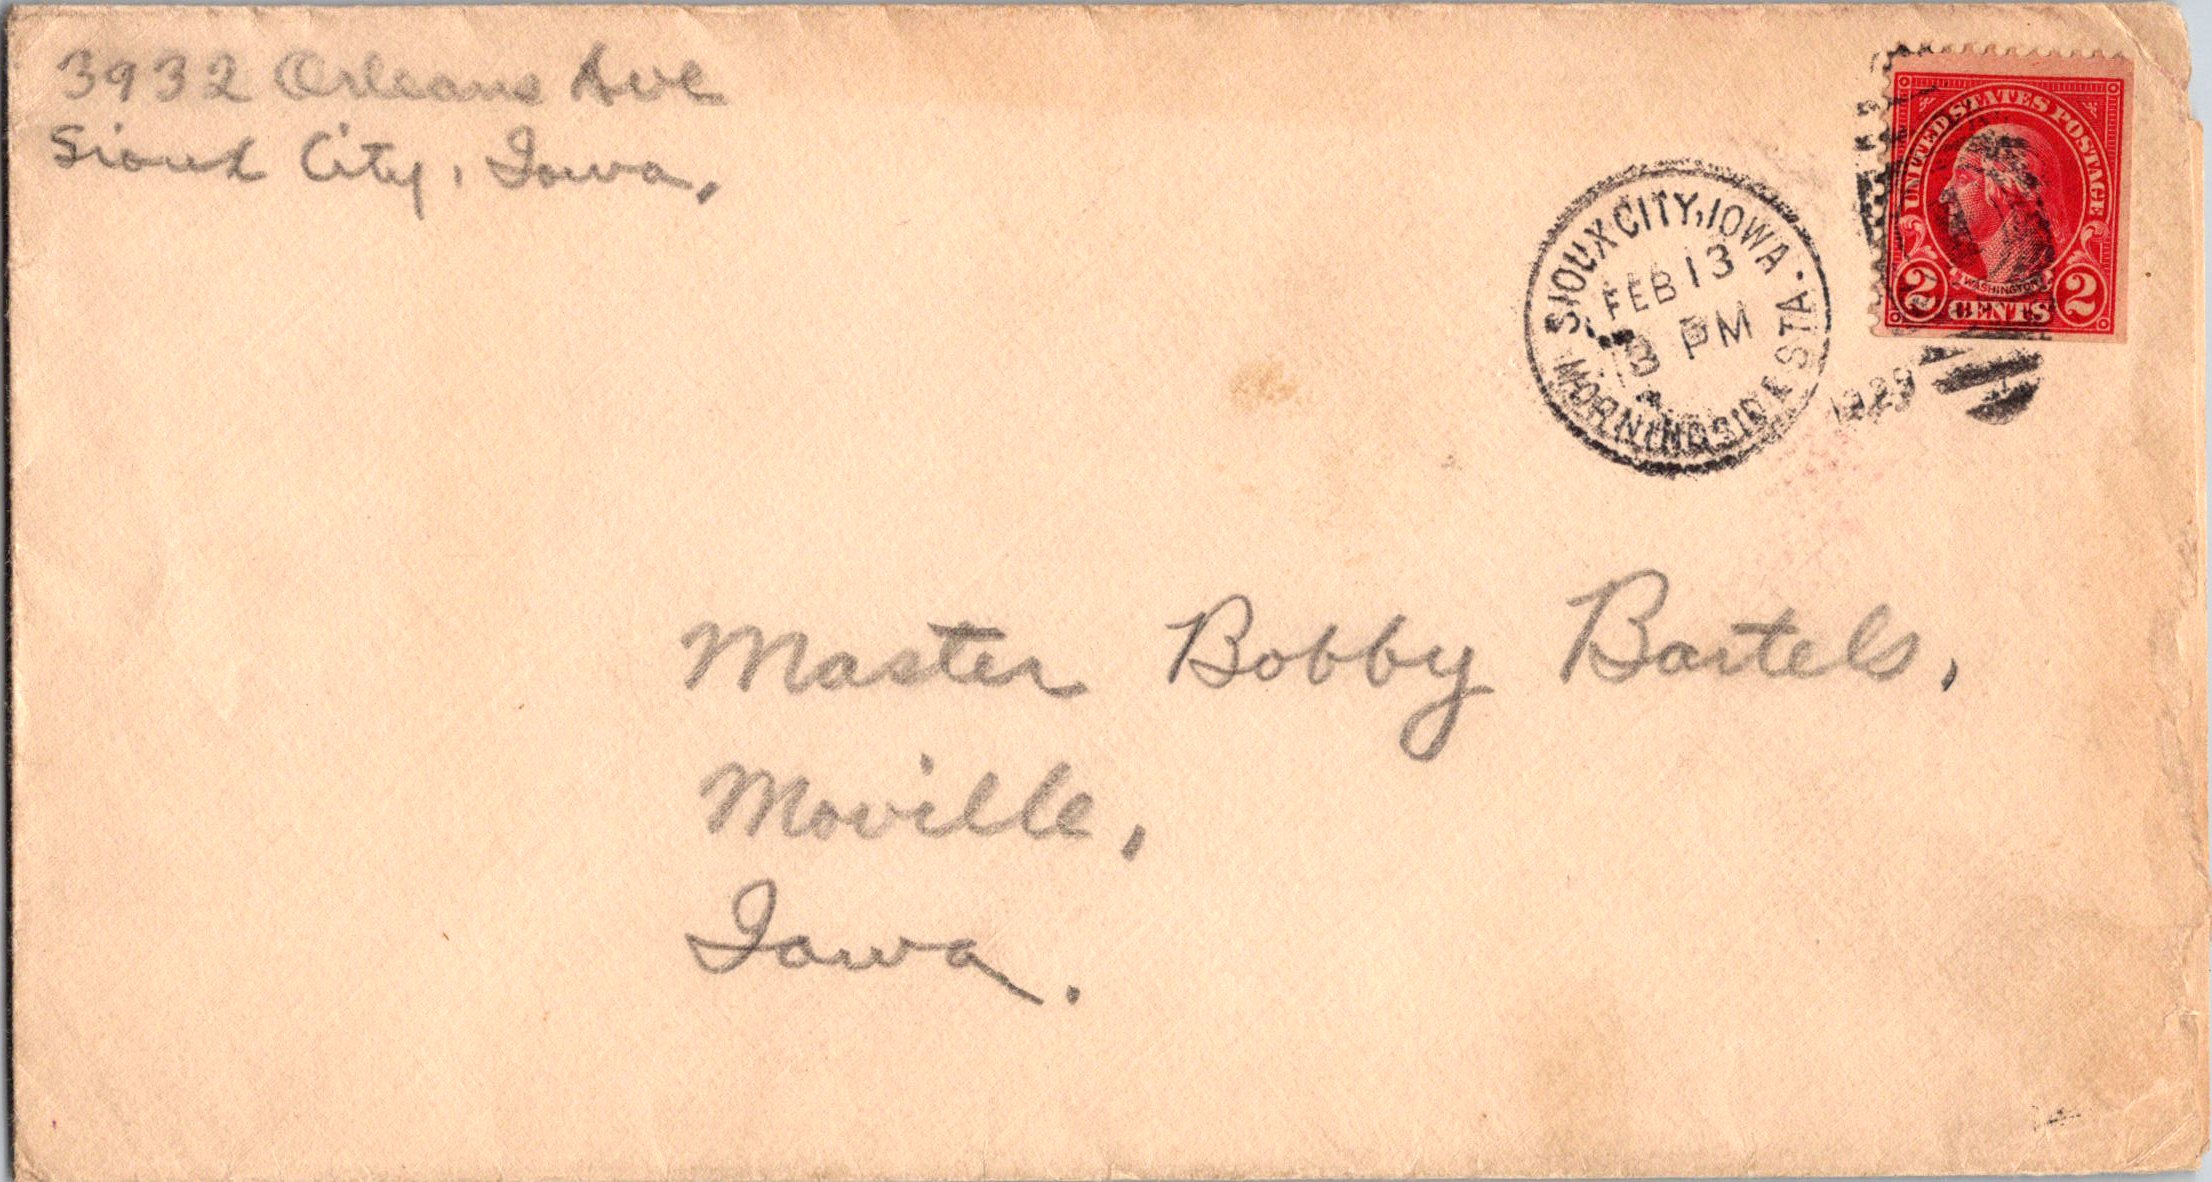 3932 Orleans Ave
Sioux City, Iowa.
SIOUX CITY, IOWA.
MORNINGSIDE STA
FEB 13
PM
1929
UNITED STATES POSTAGE
WASHINGTON
2 CENTS 2
Master Bobby Bartels,
Moville,
Iowa.